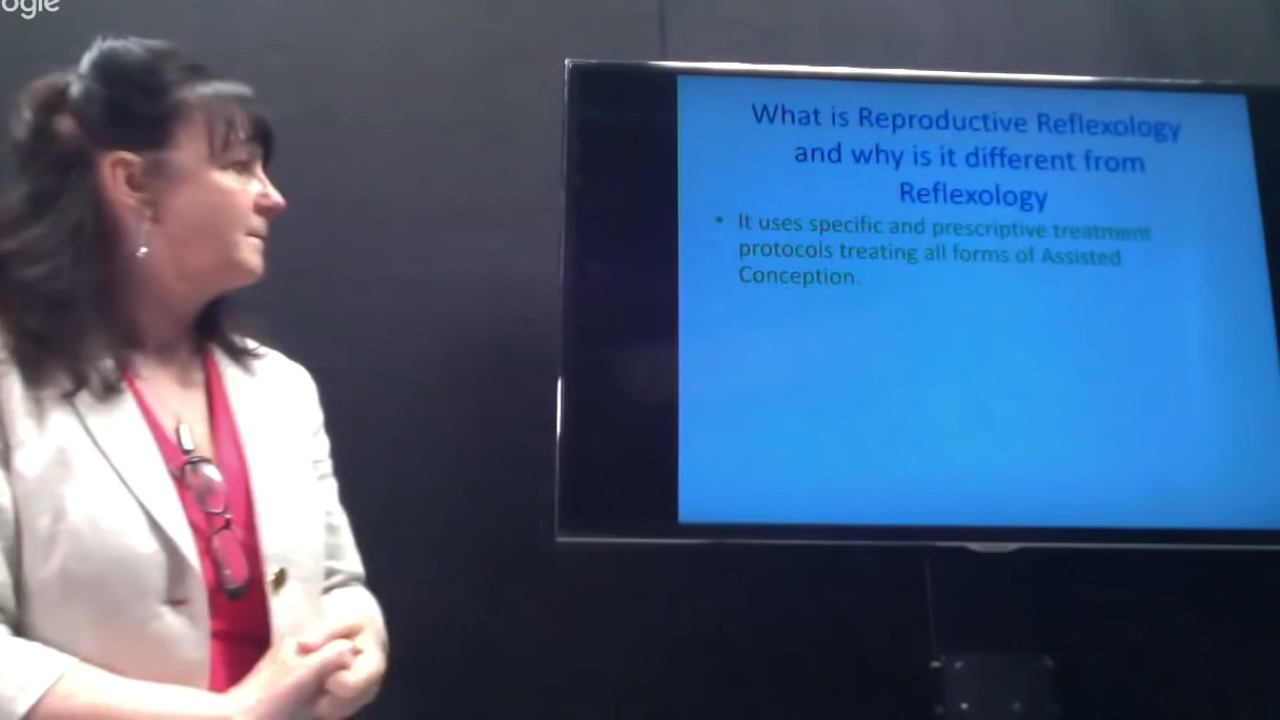 ogle
What is Reproductive Reflexology
and why is it different from
Reflexology
• It uses specific and prescriptive treatment
protocols treating all forms of Assisted
Conception.